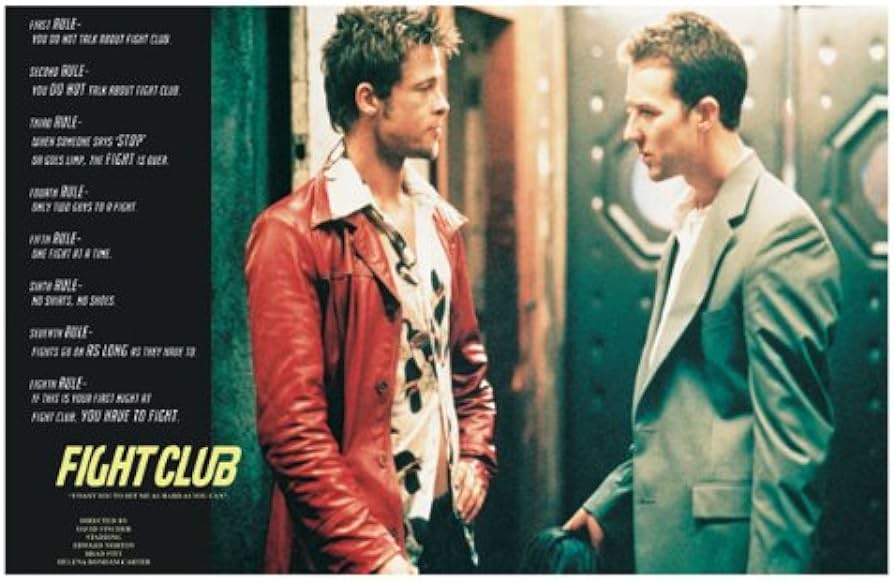 FIRST RULE-
YOU DO NOT TALK ABOUT FIGHT CLUB.
SECOND RULE-
YOU DO NOT TALK ABOUT FIGHT CLUB.
THIRD RULE-
WHEN SOMEONE SAYS 'STOP'
OR GOES LIMP, THE FIGHT IS OVER.
FOURTH RULE-
ONLY TWO GUYS TO A FIGHT.
FIFTH RULE-
ONE FIGHT AT A TIME.
SIXTH RULE-
NO SHIRTS, NO SHOES.
SEVENTH RULE-
FIGHTS GO ON AS LONG AS THEY HAVE TO.
EIGHTH RULE-
IF THIS IS YOUR FIRST NIGHT AT
FIGHT CLUB, YOU HAVE TO FIGHT.
FIGHT CLUB
"I WANT YOU TO HIT ME AS HARD AS YOU CAN".
DIRECTED BY
DAVID FINCHER
STARRING
EDWARD NORTON
BRAD PITT
HELENA BONHAM CARTER